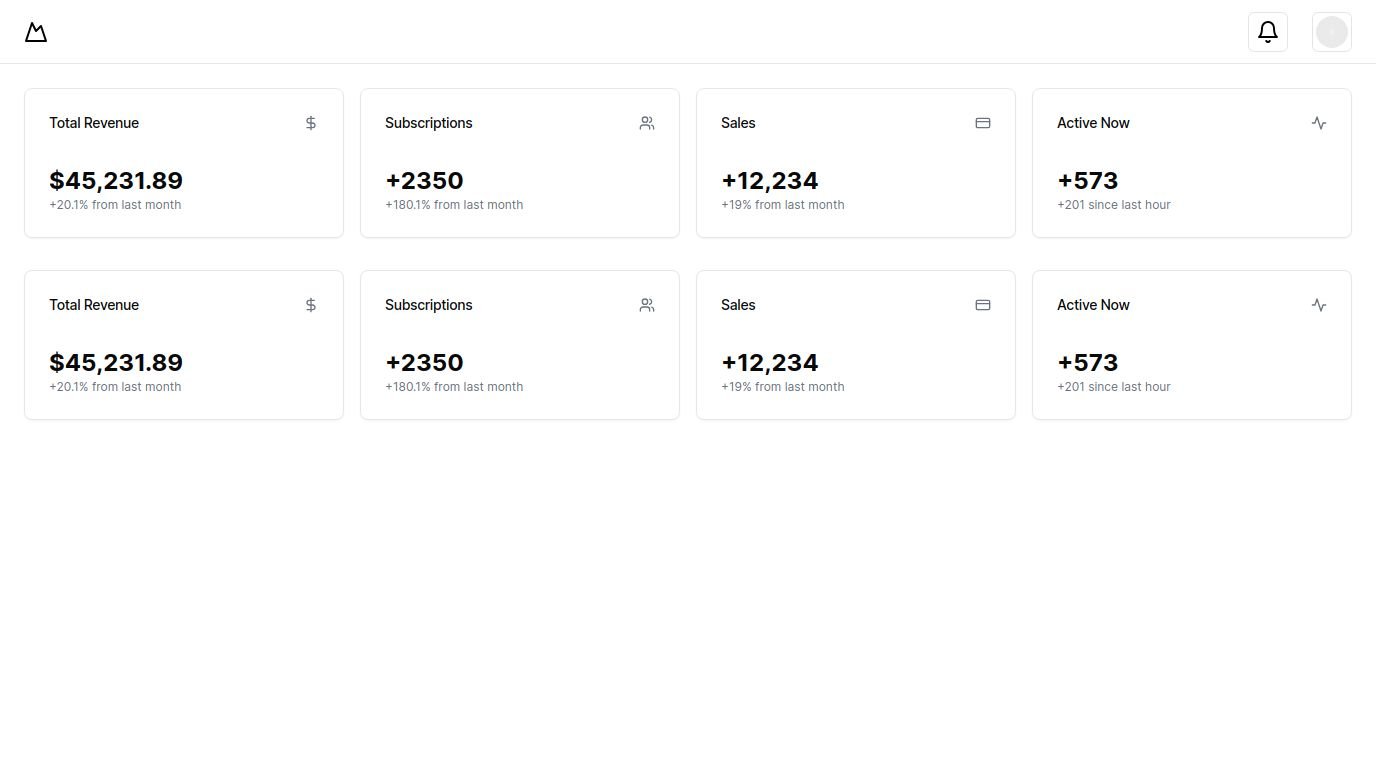 Total Revenue
Subscriptions
Sales
Active Now
$45,231.89
+2350
+12,234
+573
+20.1% from last month
+180.1% from last month
+19% from last month
+201 since last hour
Total Revenue
Subscriptions
Sales
Active Now
$45,231.89
+2350
+12,234
+573
+20.1% from last month
+180.1% from last month
+19% from last month
+201 since last hour